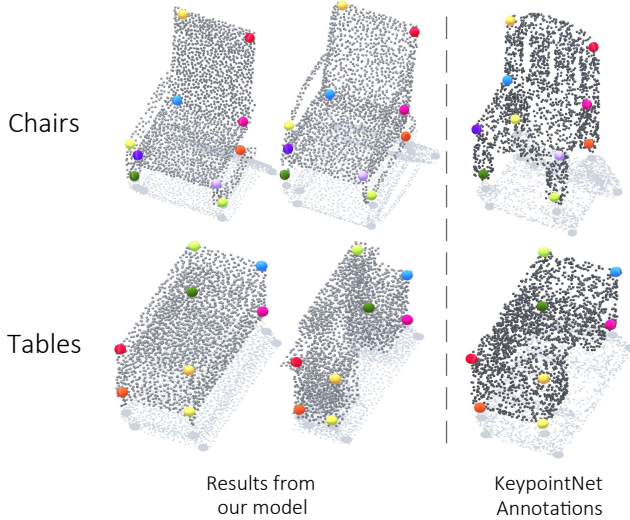 Chairs
Tables
Results from
our model
KeypointNet
Annotations